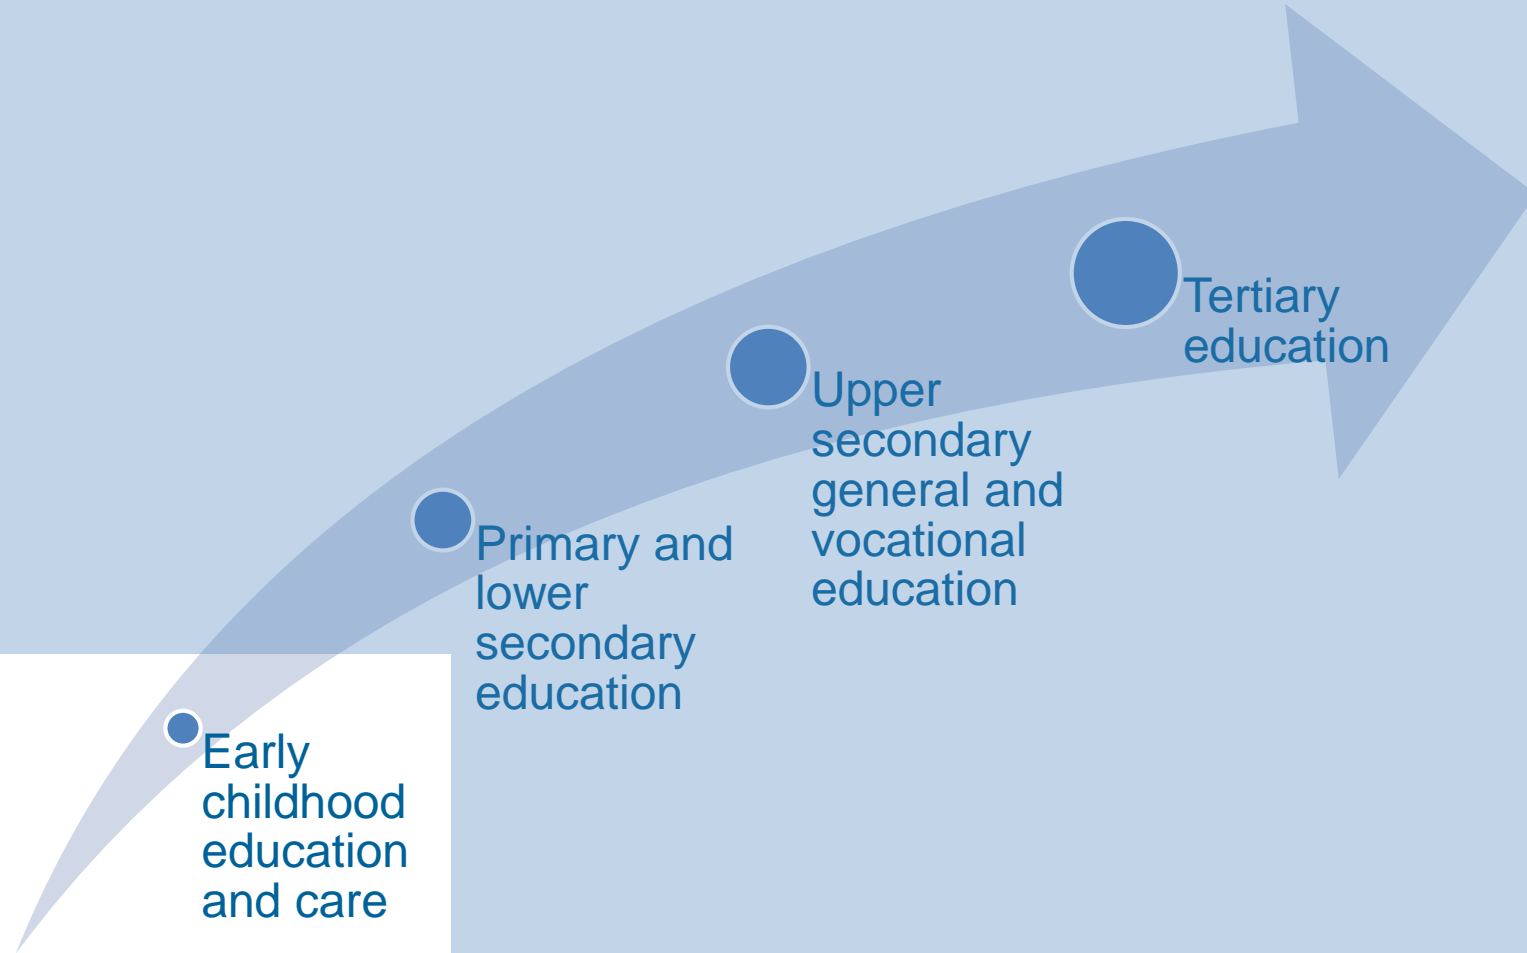 Tertiary
education
Upper
secondary
general and
vocational
education
Primary and
lower
secondary
education
Early
childhood
education
and care